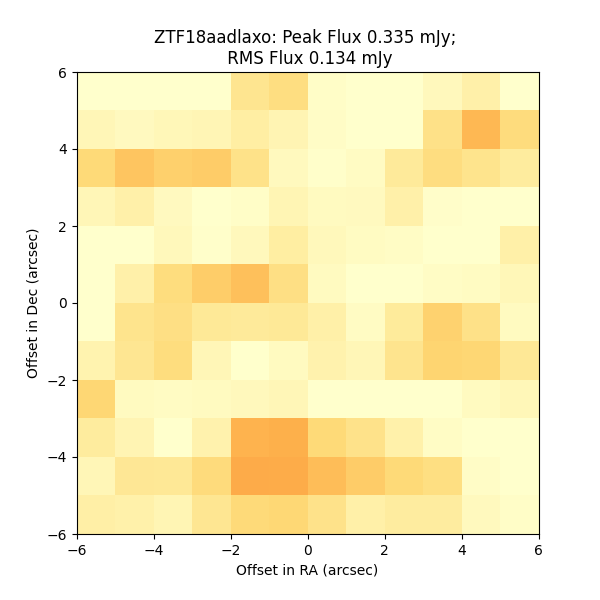 ZTF18aadlaxo: Peak Flux 0.335 mJy;
RMS Flux 0.134 mJy
6
4
2
0
−2
−4
−6
Offset in Dec (arcsec)
−6 −4 −2 0 2 4 6
Offset in RA (arcsec)